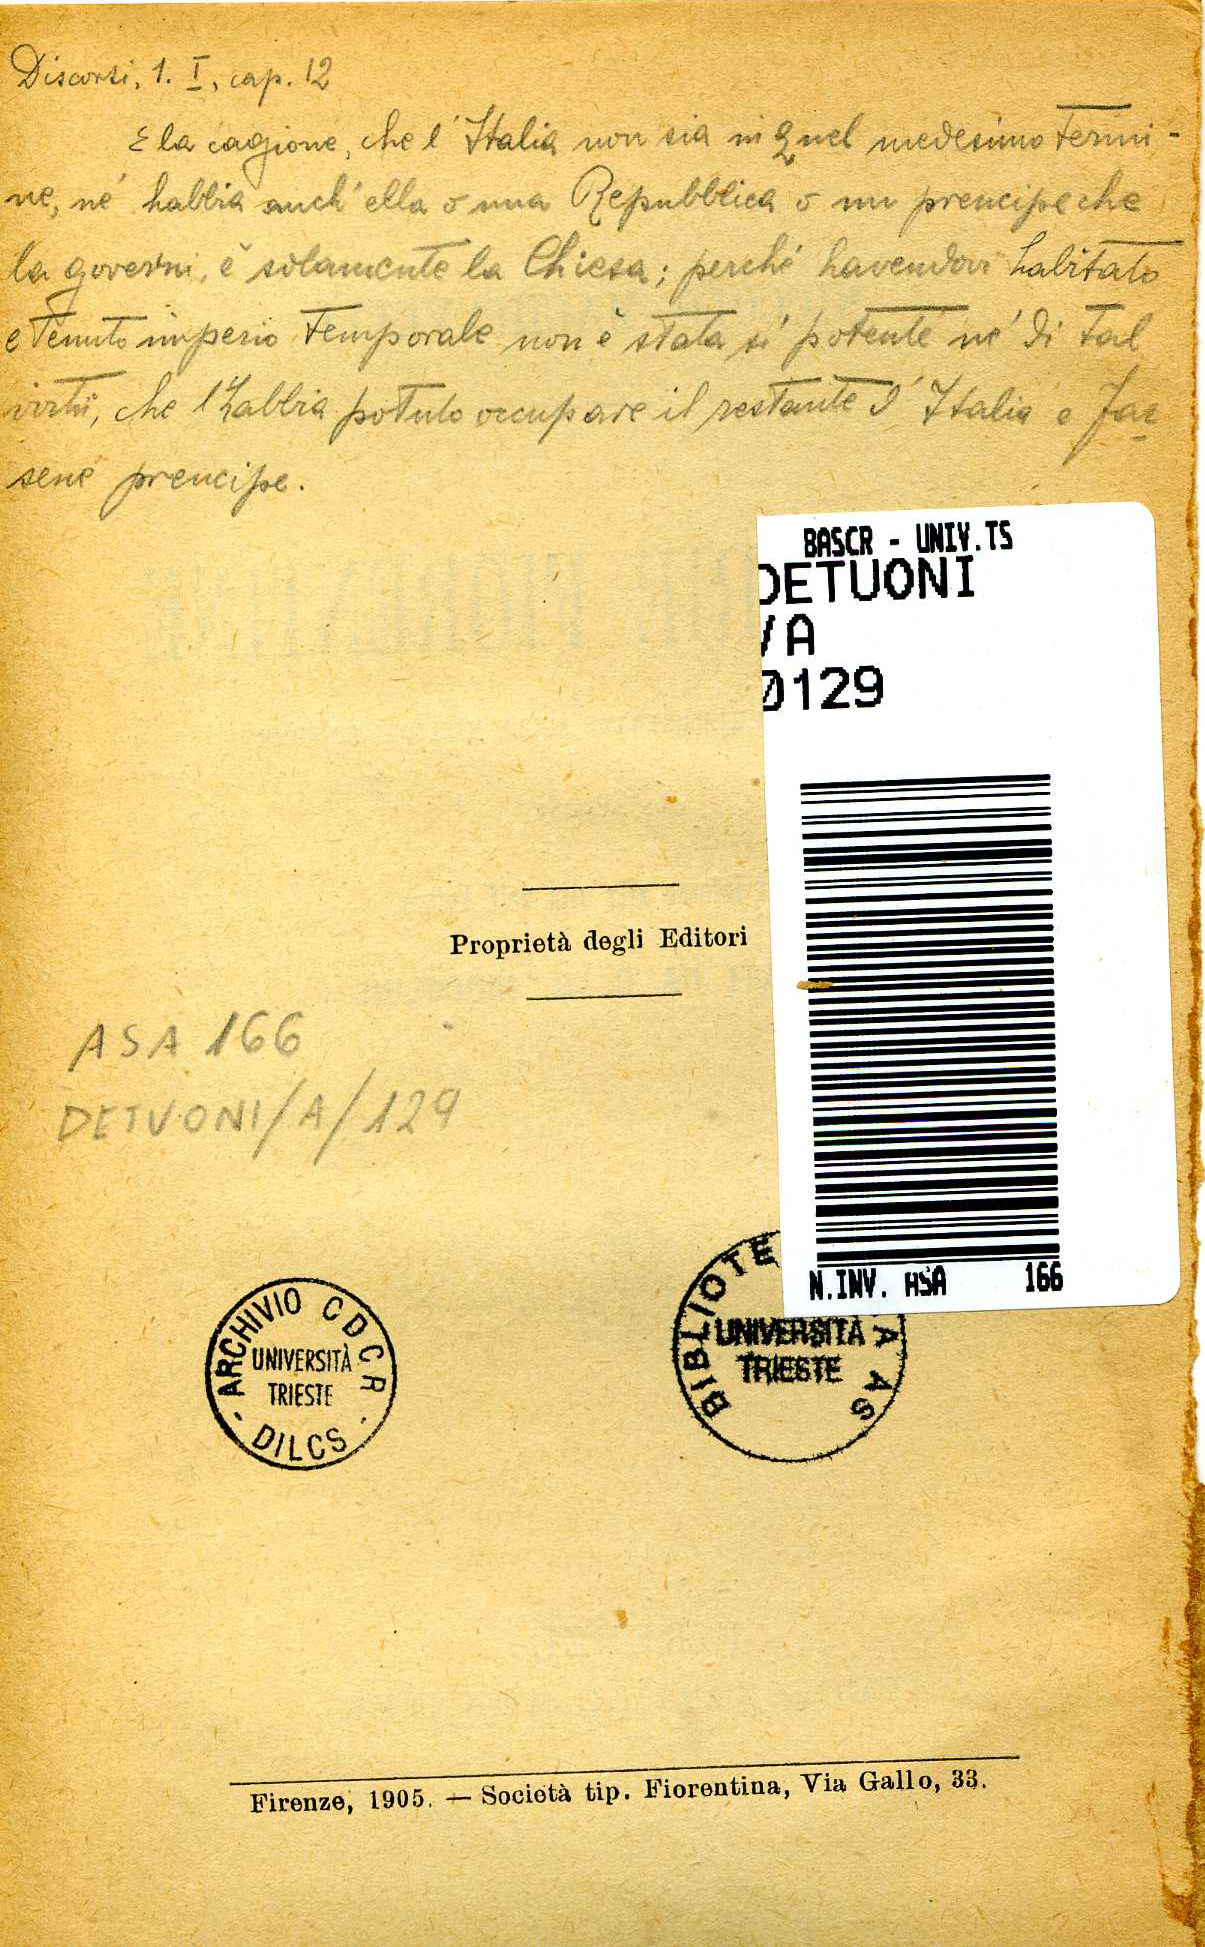 Discorsi, l. I, cap. 12
E la cagione, che l'Italia non sia in quel medesimo termi-
ne, né habbia anch'ella o una Repubblica o un prencipe che
la governi, è solamente la Chiesa; perché havendovi habitato
e tenuto imperio temporale non è stata sì potente né di tal
virtù, che l'habbia potuto occupare il restante d'Italia e far
sene prencipe.
BASCR - UNIV.TS
DETUONI
/A
0129
Proprietà degli Editori
ASA 166
DETUONI/A/129
N.INV. ASA 166
ARCHIVIO CDCR
UNIVERSITÀ
TRIESTE
- DILCS -
BIBLIOTE
A AS
UNIVERSITÀ
TRIESTE
Firenze, 1905. — Società tip. Fiorentina, Via Gallo, 33.